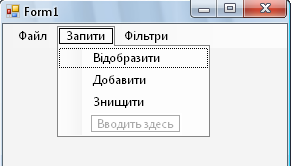 Form1
Файл Запити Фільтри
Відобразити
Добавити
Знищити
Вводить здесь